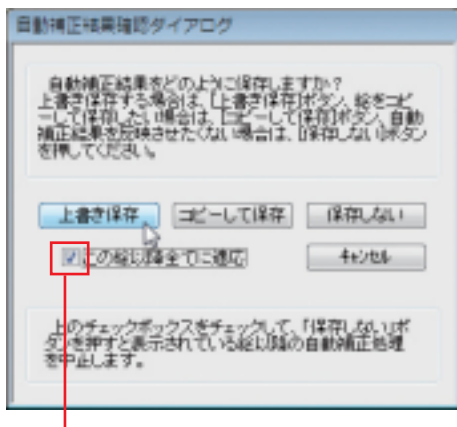 自動補正結果確認ダイアログ
自動補正結果をどのように保存しますか？
上書き保存する場合は、[上書き保存]ボタン、絵をコピ
ーして保存したい場合は、[コピーして保存]ボタン、自動
補正結果を反映させたくない場合は、[保存しない]ボタン
を押してください。
上書き保存 コピーして保存 保存しない
この絵以降全てに適応 キャンセル
上のチェックボックスをチェックして、「保存しない」ボ
タンを押すと表示されている絵以降の自動補正処理
を中止します。